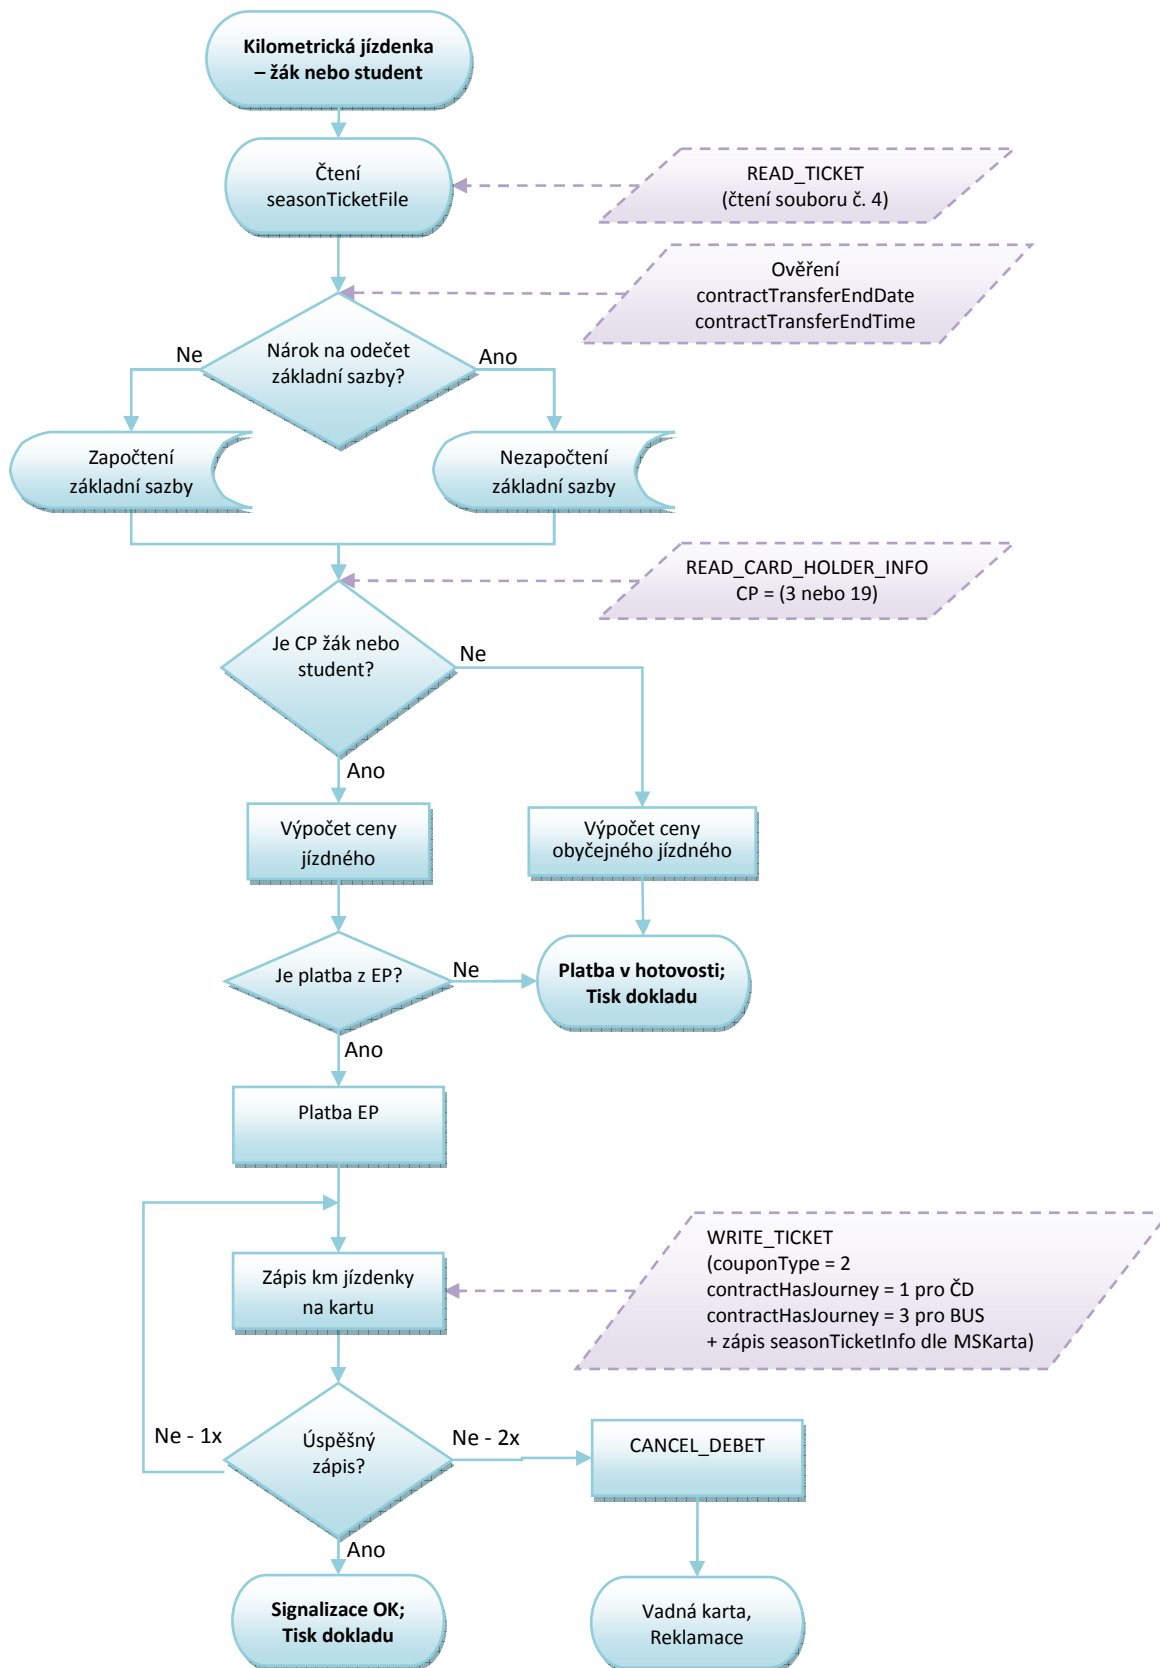 Kilometrická jízdenka
– žák nebo student
Čtení
seasonTicketFile
READ_TICKET
(čtení souboru č. 4)
Ověření
contractTransferEndDate
contractTransferEndTime
Ne
Nárok na odečet
základní sazby?
Ano
Započtení
základní sazby
Nezapočtení
základní sazby
READ_CARD_HOLDER_INFO
CP = (3 nebo 19)
Je CP žák nebo
student?
Ne
Ano
Výpočet ceny
jízdného
Výpočet ceny
obyčejného jízdného
Je platba z EP?
Ne
Platba v hotovosti;
Tisk dokladu
Ano
Platba EP
WRITE_TICKET
(couponType = 2
contractHasJourney = 1 pro ČD
contractHasJourney = 3 pro BUS
+ zápis seasonTicketInfo dle MSKarta)
Zápis km jízdenky
na kartu
Ne - 1x
Úspěšný
zápis?
Ne - 2x
CANCEL_DEBET
Ano
Signalizace OK;
Tisk dokladu
Vadná karta,
Reklamace